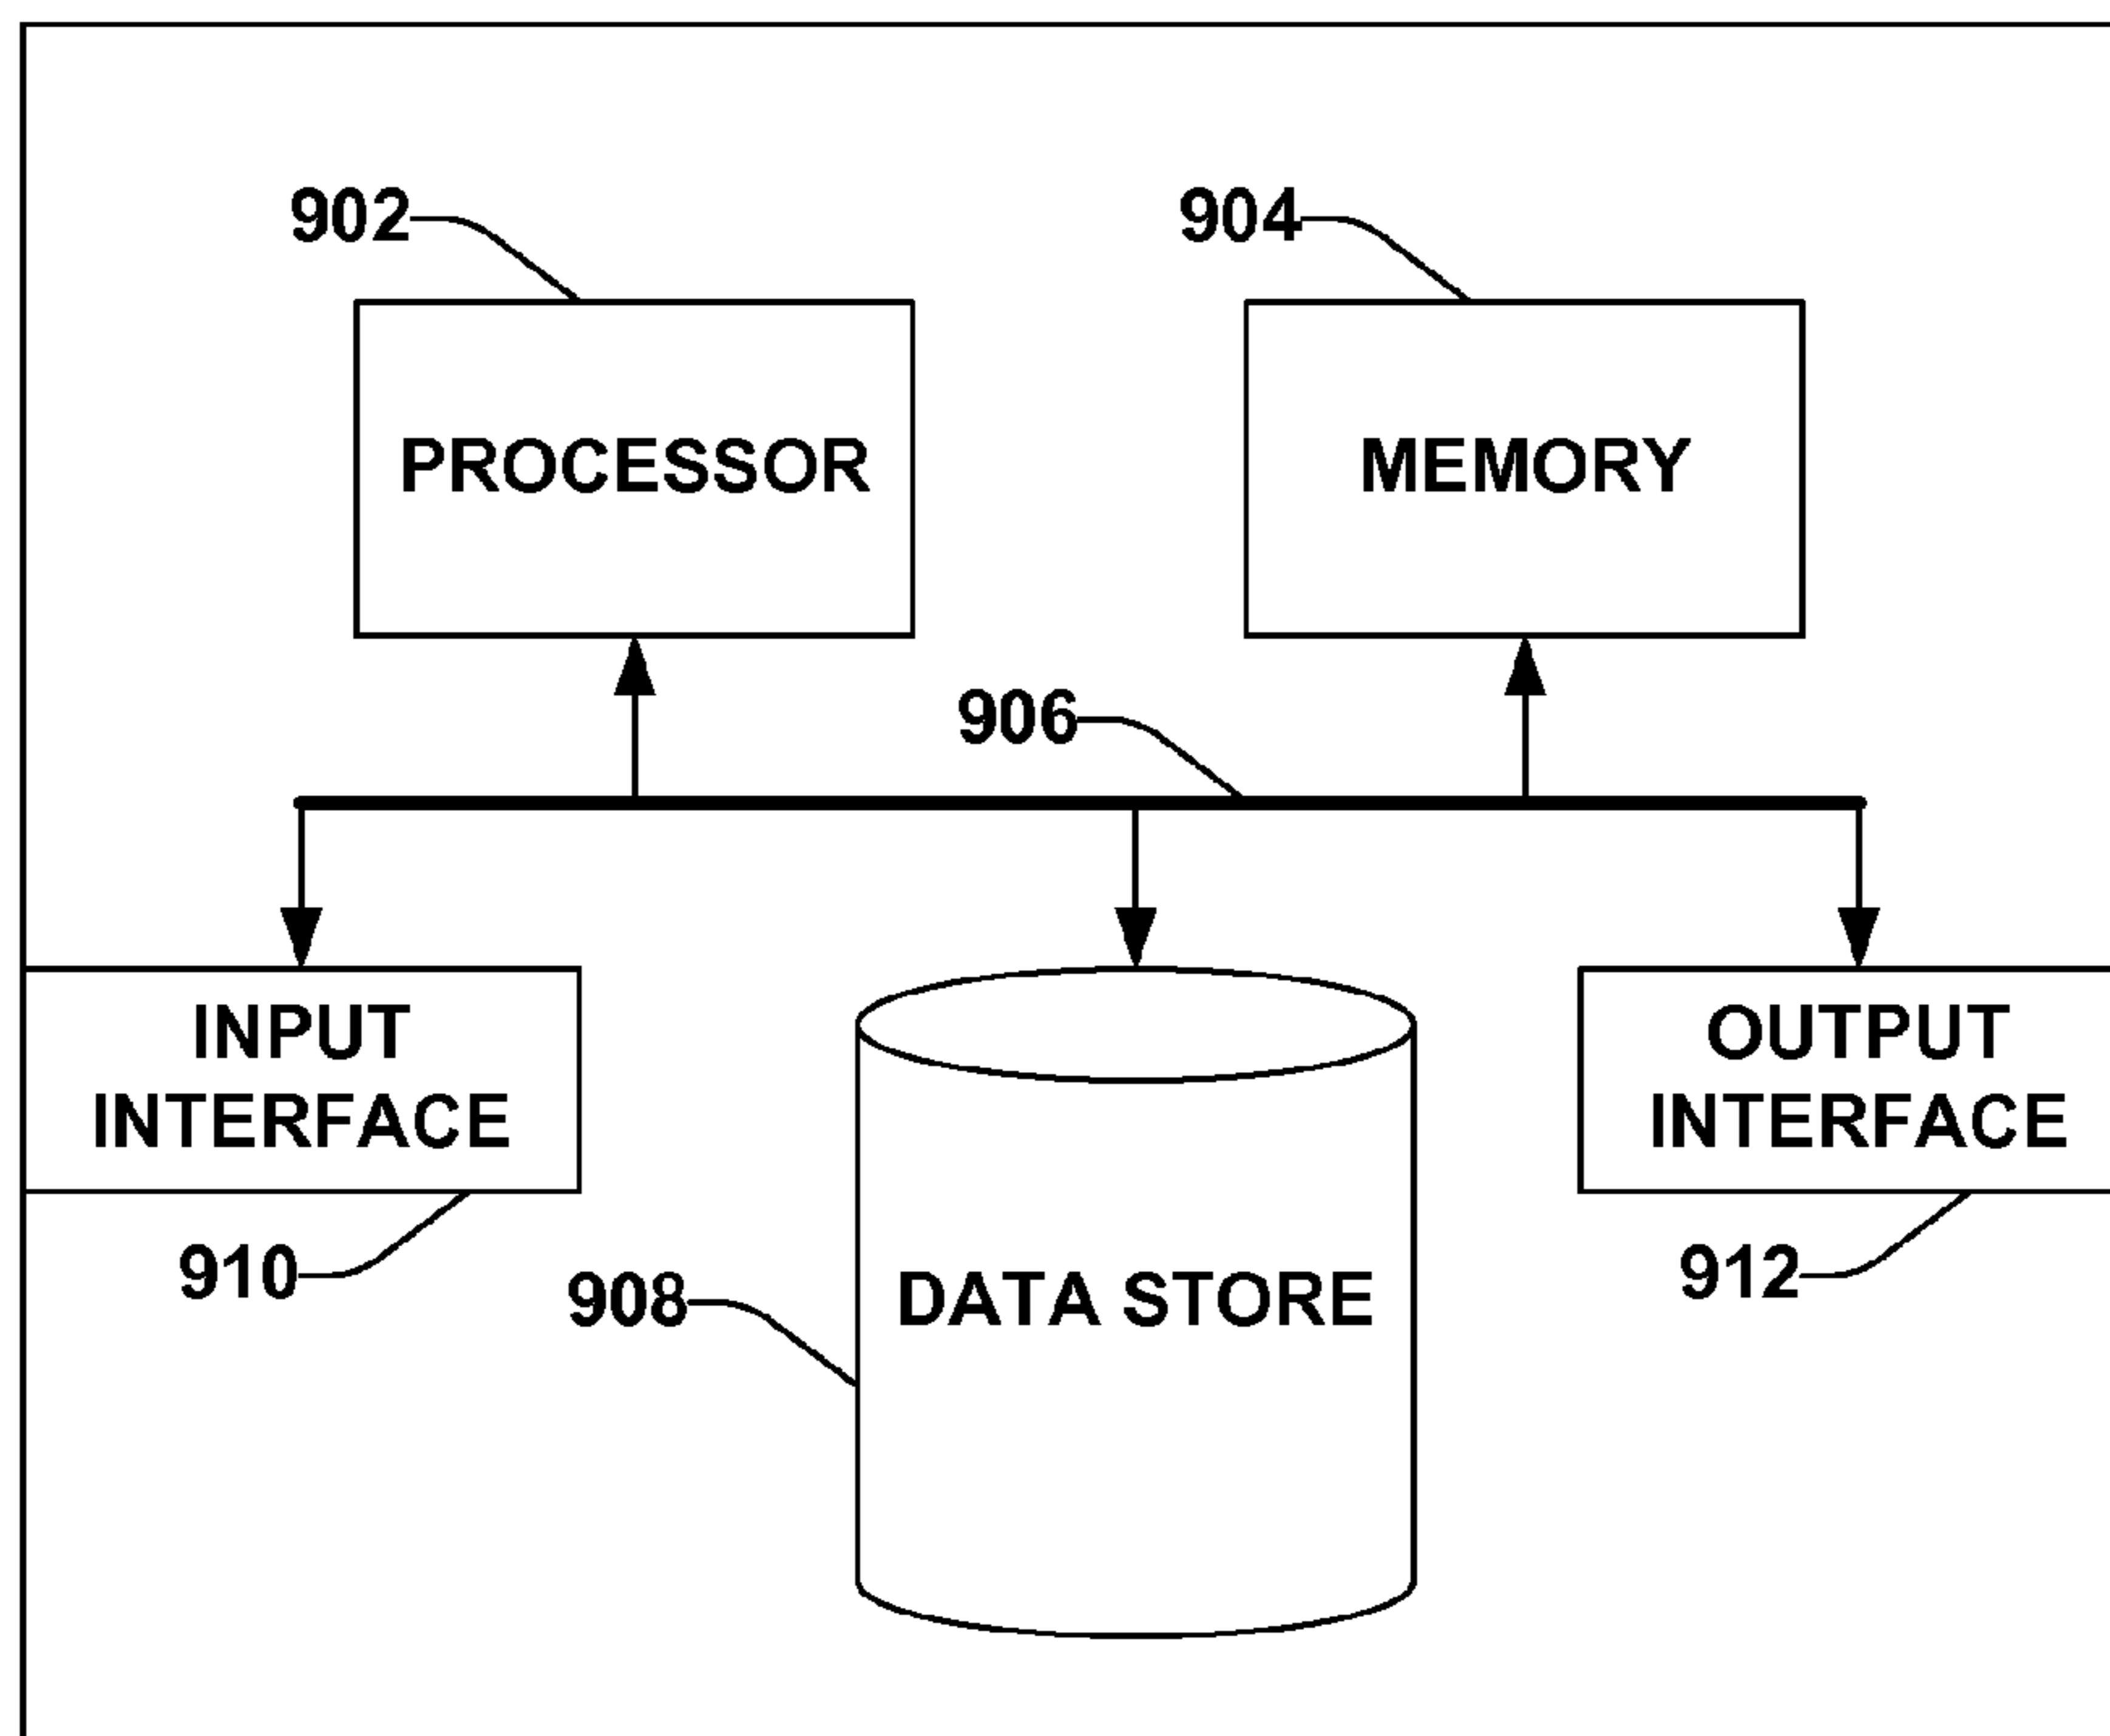 902
904
PROCESSOR
MEMORY
906
INPUT
INTERFACE
OUTPUT
INTERFACE
910
908
DATA STORE
912